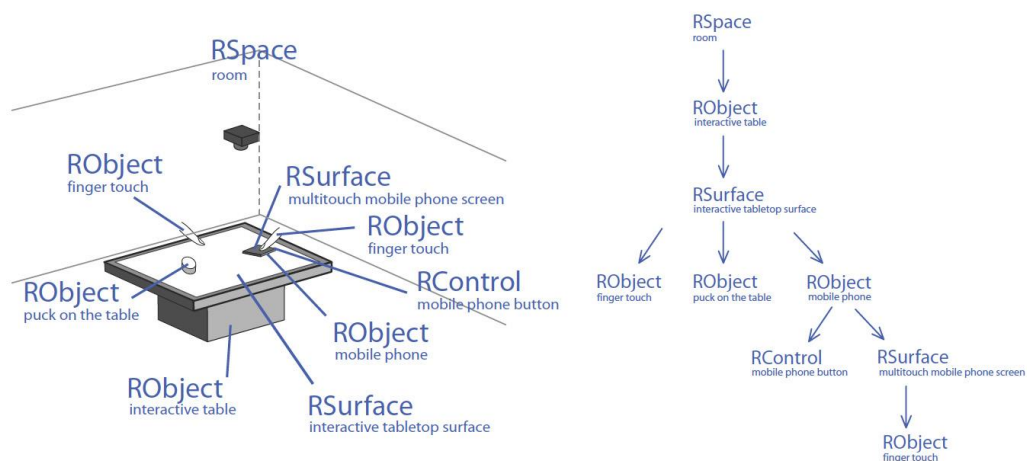 RSpace
room
RObject
finger touch
RSurface
multitouch mobile phone screen
RObject
finger touch
RControl
mobile phone button
RObject
puck on the table
RObject
mobile phone
RObject
interactive table
RSurface
interactive tabletop surface
RSpace
room
RObject
interactive table
RSurface
interactive tabletop surface
RObject
finger touch
RObject
puck on the table
RObject
mobile phone
RControl
mobile phone button
RSurface
multitouch mobile phone screen
RObject
finger touch